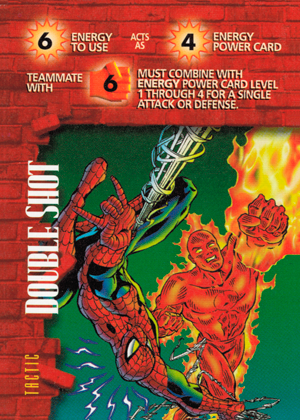 6 ENERGY TO USE ACTS AS 4 ENERGY POWER CARD
TEAMMATE WITH 6 MUST COMBINE WITH
ENERGY POWER CARD LEVEL
1 THROUGH 4 FOR A SINGLE
ATTACK OR DEFENSE.
DOUBLE SHOT
TACTIC